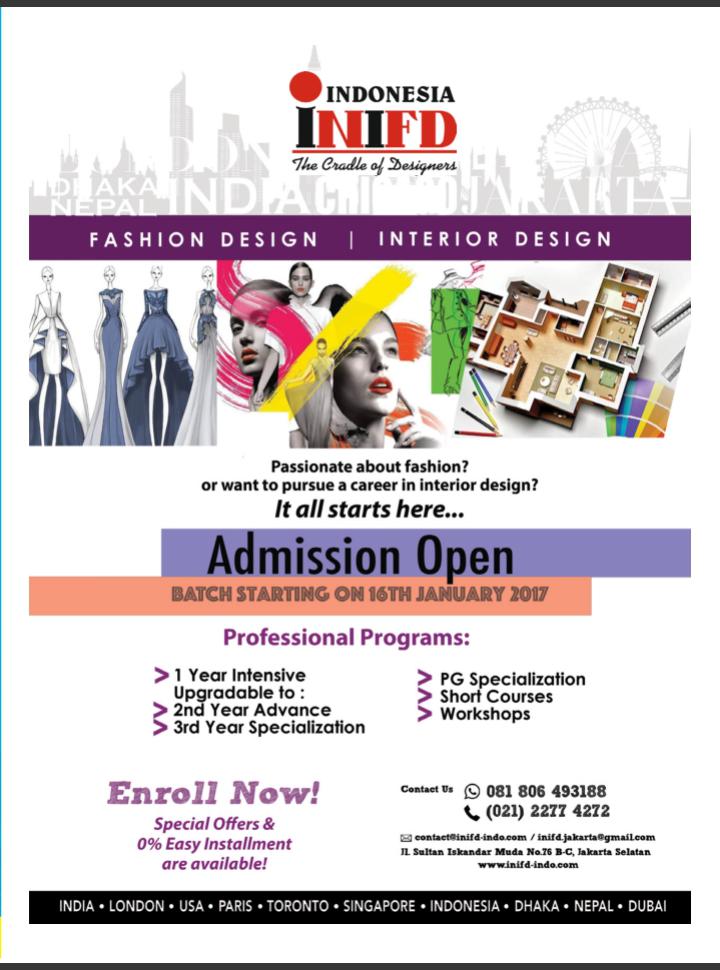 INDONESIA
INIFD
The Cradle of Designers
DHAKA INDIA JAKARTA
NEPAL
FASHION DESIGN | INTERIOR DESIGN
Passionate about fashion?
or want to pursue a career in interior design?
It all starts here...
Admission Open
BATCH STARTING ON 16TH JANUARY 2017
Professional Programs:
> 1 Year Intensive
Upgradable to :
> 2nd Year Advance
> 3rd Year Specialization
> PG Specialization
> Short Courses
> Workshops
Enroll Now!
Special Offers &
0% Easy Installment
are available!
Contact Us 081 806 493188
(021) 2277 4272
contact@inifd-indo.com / inifd.jakarta@gmail.com
Jl. Sultan Iskandar Muda No.76 B-C, Jakarta Selatan
www.inifd-indo.com
INDIA • LONDON • USA • PARIS • TORONTO • SINGAPORE • INDONESIA • DHAKA • NEPAL • DUBAI